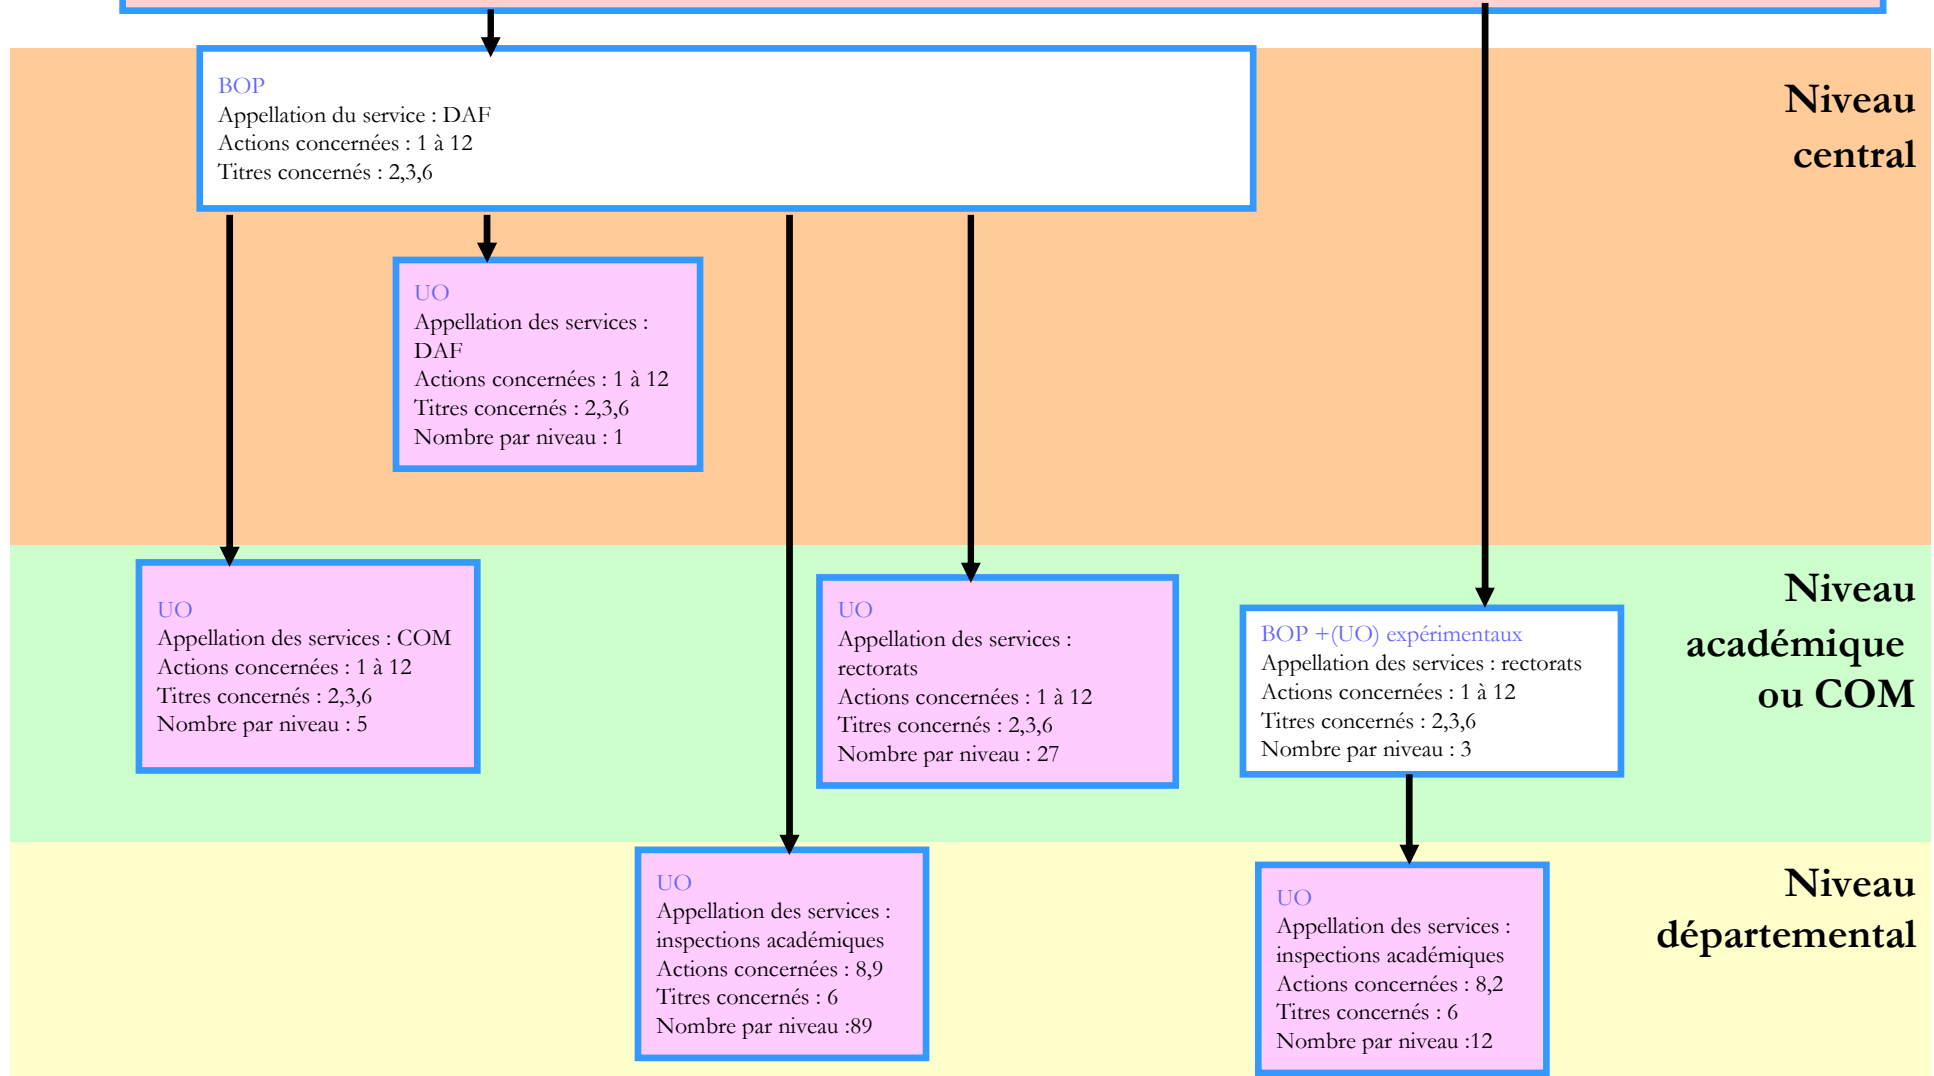 BOP
Appellation du service : DAF
Actions concernées : 1 à 12
Titres concernés : 2,3,6
Niveau
central
UO
Appellation des services :
DAF
Actions concernées : 1 à 12
Titres concernés : 2,3,6
Nombre par niveau : 1
UO
Appellation des services : COM
Actions concernées : 1 à 12
Titres concernés : 2,3,6
Nombre par niveau : 5
UO
Appellation des services :
rectorats
Actions concernées : 1 à 12
Titres concernés : 2,3,6
Nombre par niveau : 27
BOP +(UO) expérimentaux
Appellation des services : rectorats
Actions concernées : 1 à 12
Titres concernés : 2,3,6
Nombre par niveau : 3
Niveau
académique
ou COM
UO
Appellation des services :
inspections académiques
Actions concernées : 8,9
Titres concernés : 6
Nombre par niveau :89
UO
Appellation des services :
inspections académiques
Actions concernées : 8,2
Titres concernés : 6
Nombre par niveau :12
Niveau
départemental